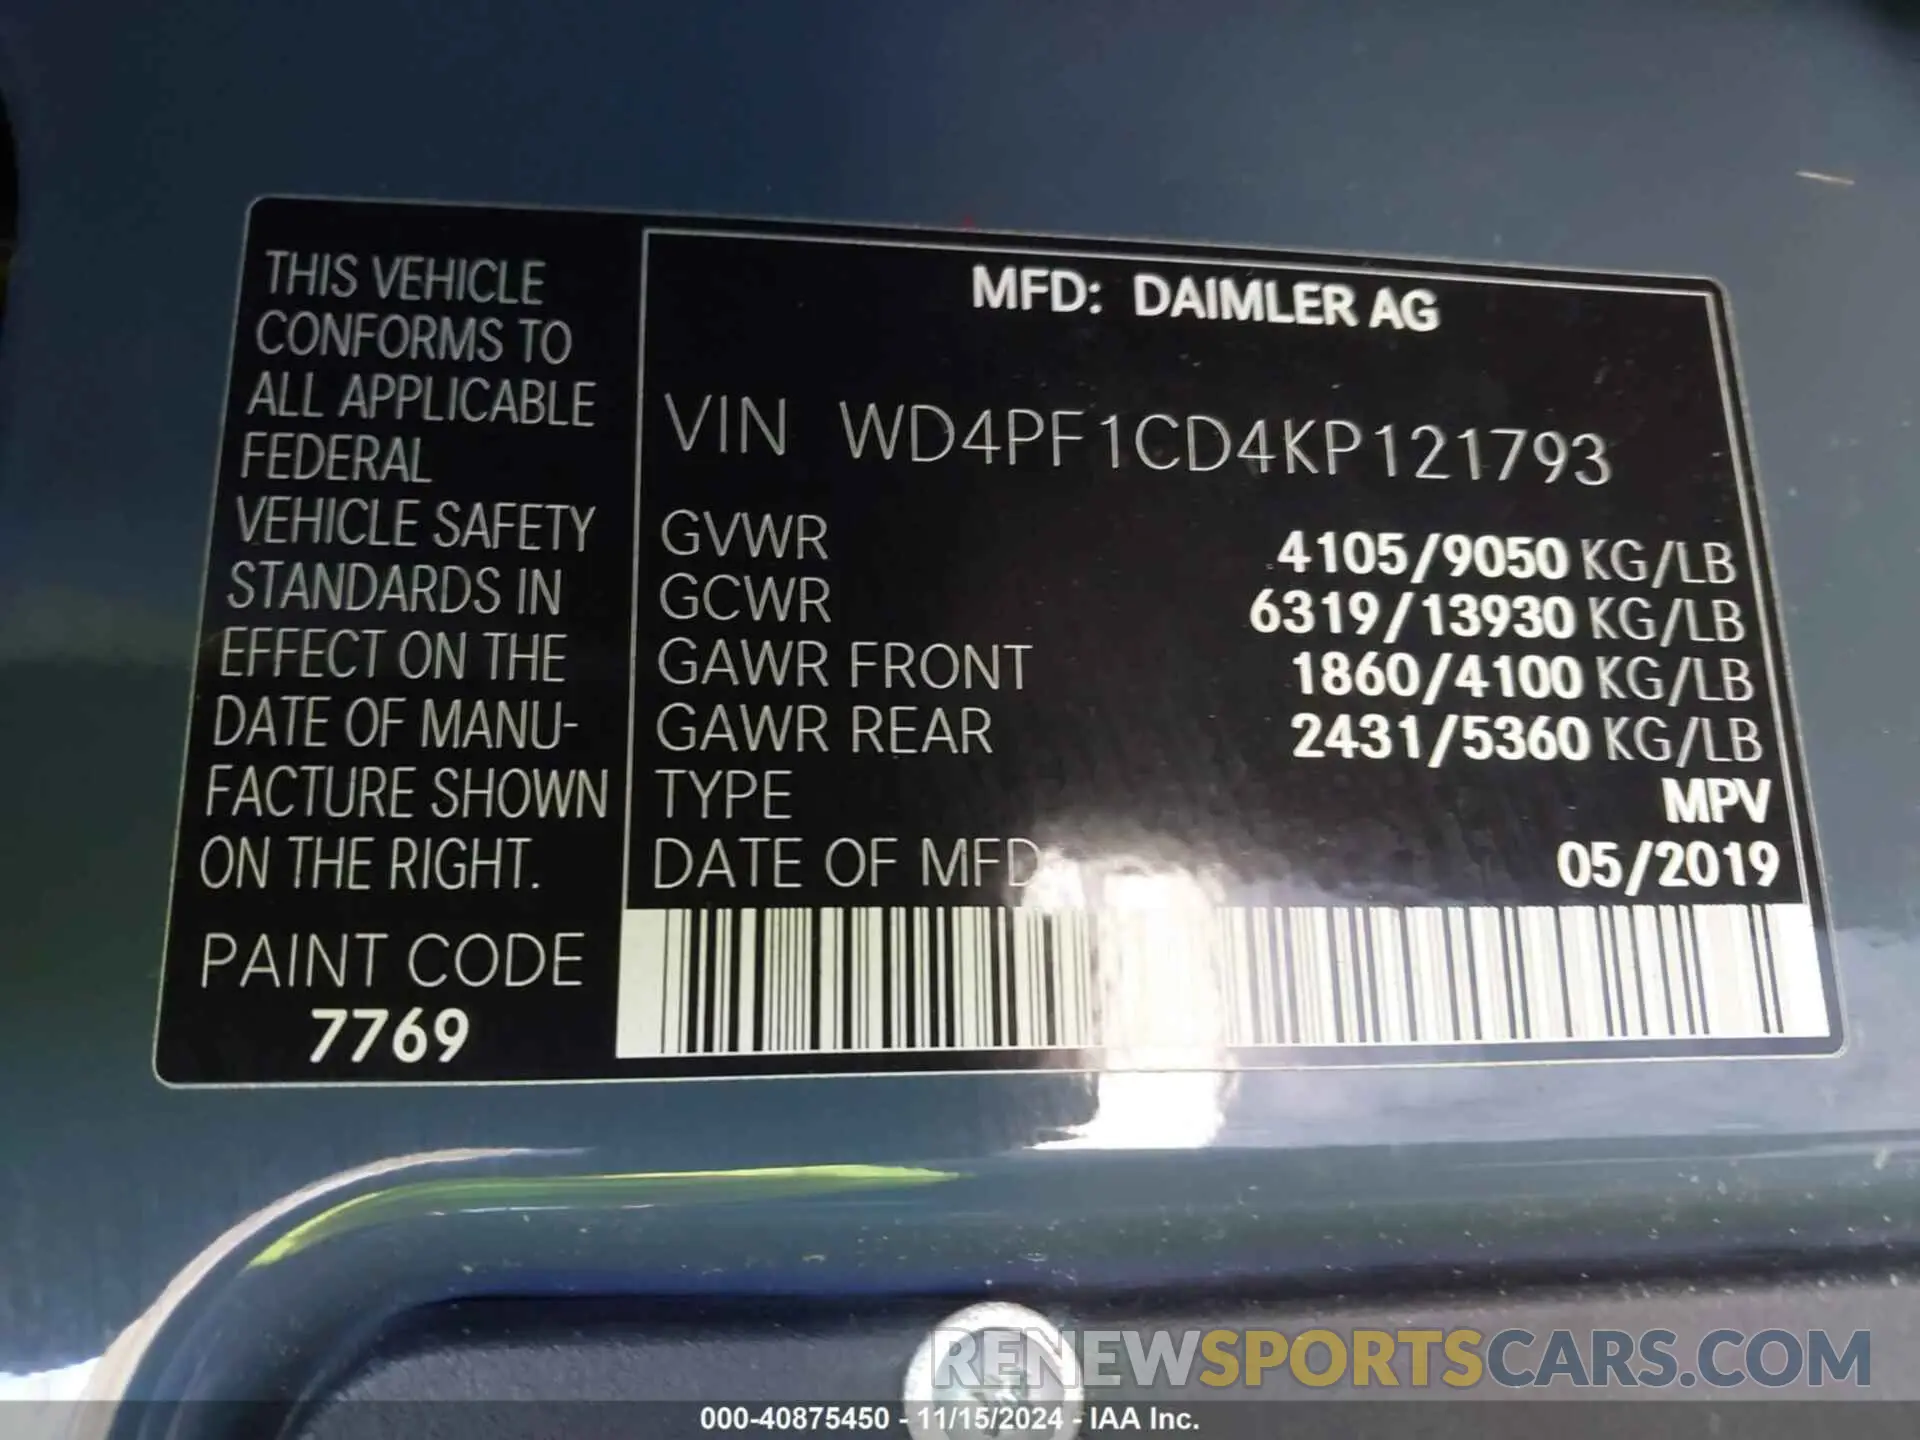 THIS VEHICLE
CONFORMS TO
ALL APPLICABLE
FEDERAL
VEHICLE SAFETY
STANDARDS IN
EFFECT ON THE
DATE OF MANU-
FACTURE SHOWN
ON THE RIGHT.
PAINT CODE
7769
MFD: DAIMLER AG
VIN WD4PF1CD4KP121793
GVWR 4105/9050 KG/LB
GCWR 6319/13930 KG/LB
GAWR FRONT 1860/4100 KG/LB
GAWR REAR 2431/5360 KG/LB
TYPE MPV
DATE OF MFD 05/2019
RENEWSPORTSCARS.COM
000-40875450 - 11/15/2024 - IAA Inc.